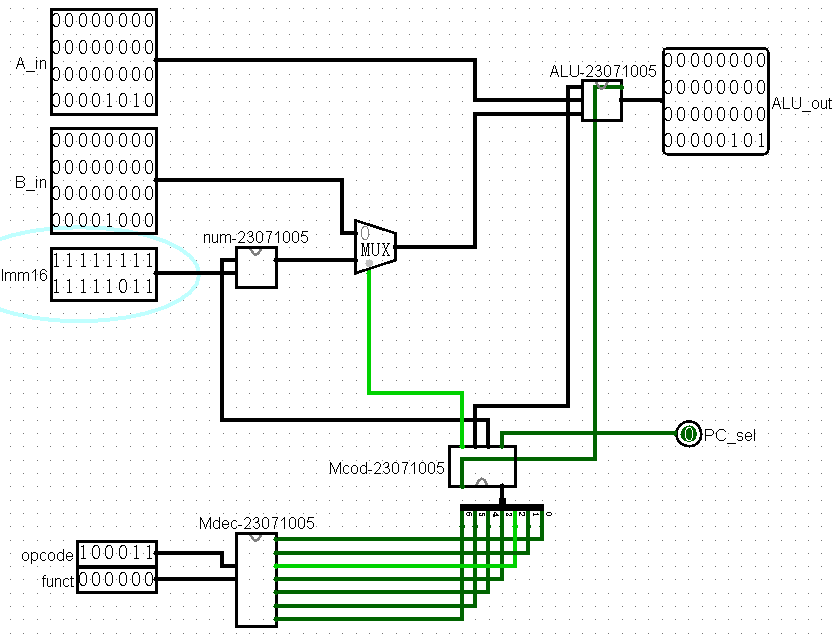 00000000
00000000
A_in
00000000
00001010
ALU-23071005
00000000
00000000
00000000
00000101
ALU_out
00000000
00000000
B_in
00000000
00001000
num-23071005
0
MUX
Imm16
11111111
11111011
PC_sel
0
Mcod-23071005
6 5 4 3 2 1 0
Mdec-23071005
opcode
100011
funct
000000